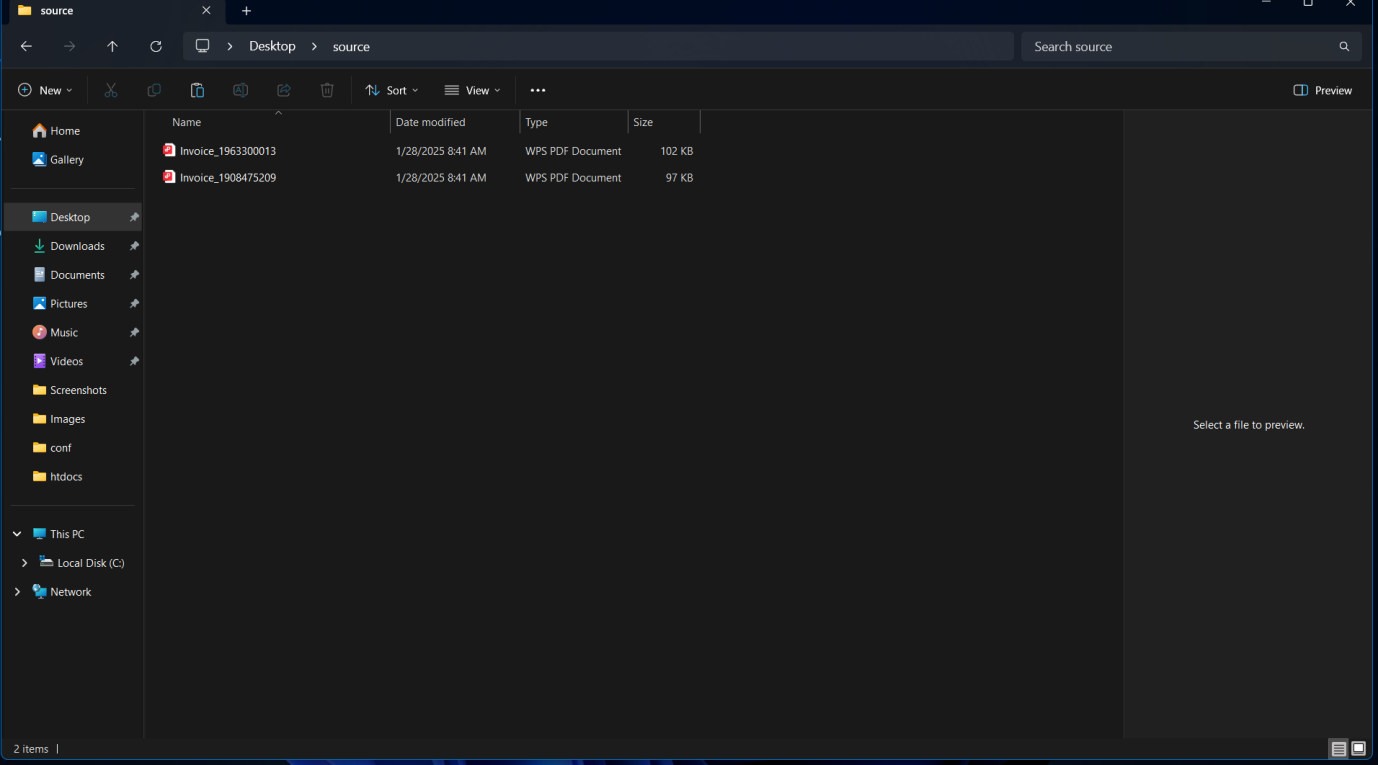 source
Desktop > source
Search source
New
Sort
View
Preview
Name Date modified Type Size
Invoice_1963300013 1/28/2025 8:41 AM WPS PDF Document 102 KB
Invoice_1908475209 1/28/2025 8:41 AM WPS PDF Document 97 KB
Home
Gallery
Desktop
Downloads
Documents
Pictures
Music
Videos
Screenshots
Images
conf
htdocs
This PC
Local Disk (C:)
Network
Select a file to preview.
2 items